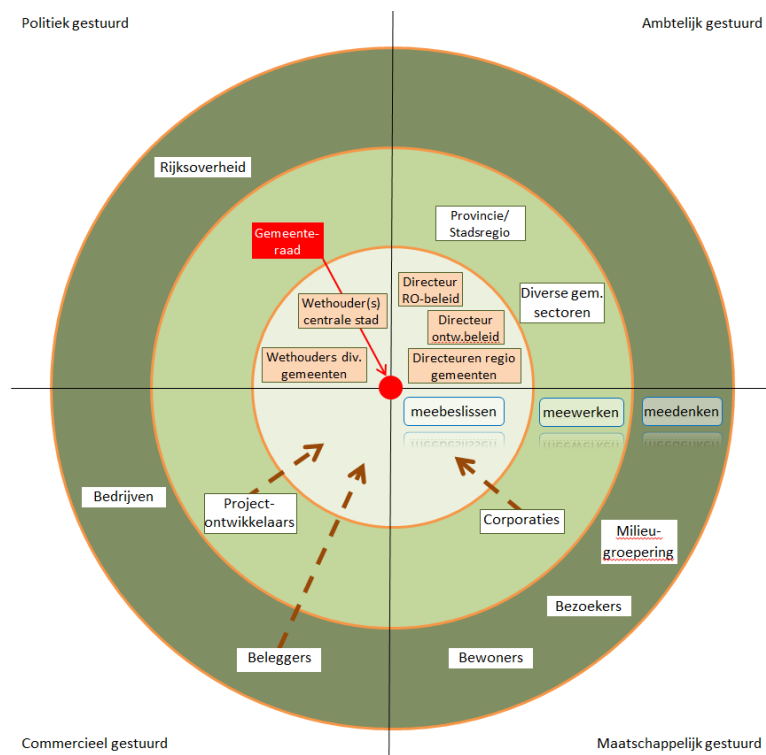 Politiek gestuurd
Ambtelijk gestuurd
Rijksoverheid
Provincie/
Stadsregio
Gemeente-
raad
Directeur
RO-beleid
Diverse gem.
sectoren
Wethouder(s)
centrale stad
Directeur
ontw.beleid
Wethouders div.
gemeenten
Directeuren regio
gemeenten
meebeslissen
meewerken
meedenken
Bedrijven
Project-
ontwikkelaars
Corporaties
Milieu-
groepering
Bezoekers
Beleggers
Bewoners
Commercieel gestuurd
Maatschappelijk gestuurd